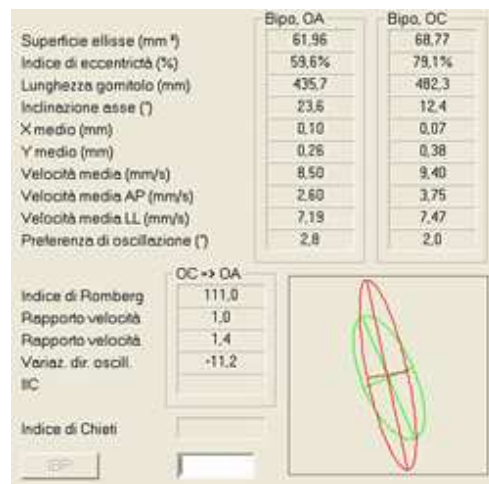 Bipo, OA Bipo, OC
Superficie ellisse (mm ²) 61,96 68,77
Indice di eccentrictà (%) 59,6% 79,1%
Lunghezza gomitolo (mm) 435,7 482,3
Inclinazione asse (°) 23,6 12,4
X medio (mm) 0,10 0,07
Y medio (mm) 0,26 0,38
Velocità media (mm/s) 8,50 9,40
Velocità media AP (mm/s) 2,60 3,75
Velocità media LL (mm/s) 7,19 7,47
Preferenza di oscillazione (°) 2,8 2,0
OC -> OA
Indice di Romberg 111,0
Rapporto velocità 1,0
Rapporto velocità 1,4
Variaz. dir. oscill. -11,2
IIC
Indice di Chieti